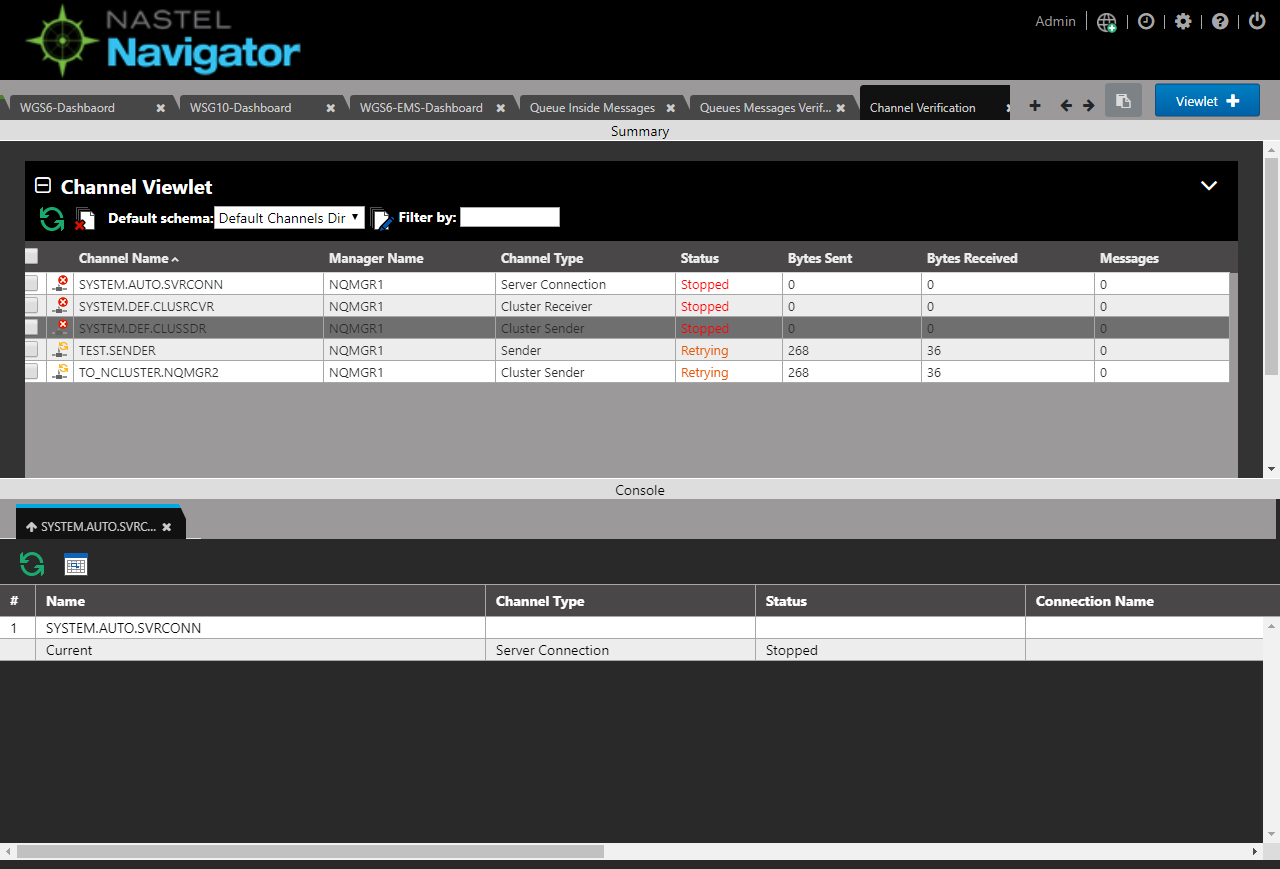 NASTEL
Navigator
Admin
WGS6-Dashbaord WSG10-Dashboard WGS6-EMS-Dashboard Queue Inside Messages Queues Messages Verif... Channel Verification Viewlet
Summary
Channel Viewlet
Default schema: Default Channels Dir Filter by:
Channel Name Manager Name Channel Type Status Bytes Sent Bytes Received Messages
SYSTEM.AUTO.SVRCONN NQMGR1 Server Connection Stopped 0 0 0
SYSTEM.DEF.CLUSRCVR NQMGR1 Cluster Receiver Stopped 0 0 0
SYSTEM.DEF.CLUSSDR NQMGR1 Cluster Sender Stopped 0 0 0
TEST.SENDER NQMGR1 Sender Retrying 268 36 0
TO_NCLUSTER.NQMGR2 NQMGR1 Cluster Sender Retrying 268 36 0
Console
SYSTEM.AUTO.SVRC...
# Name Channel Type Status Connection Name
1 SYSTEM.AUTO.SVRCONN
Current Server Connection Stopped